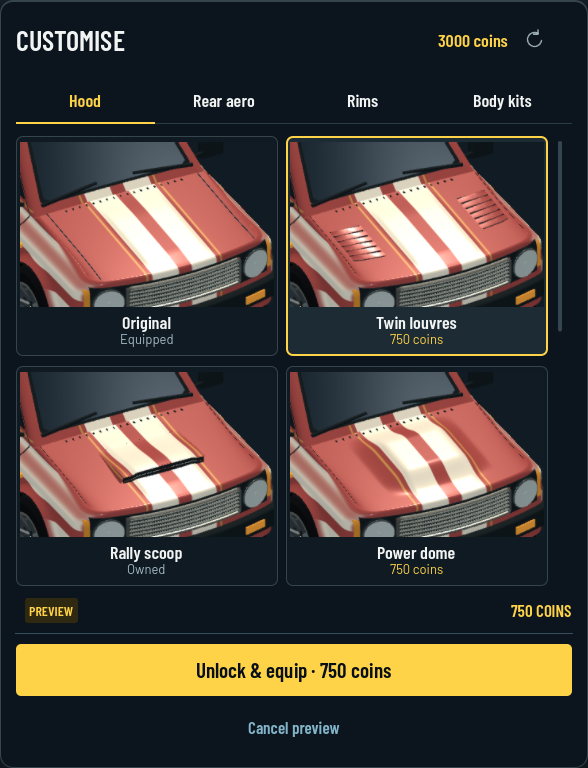 CUSTOMISE
3000 coins
Hood
Rear aero
Rims
Body kits
Original
Equipped
Twin louvres
750 coins
Rally scoop
Owned
Power dome
750 coins
PREVIEW
750 COINS
Unlock & equip · 750 coins
Cancel preview